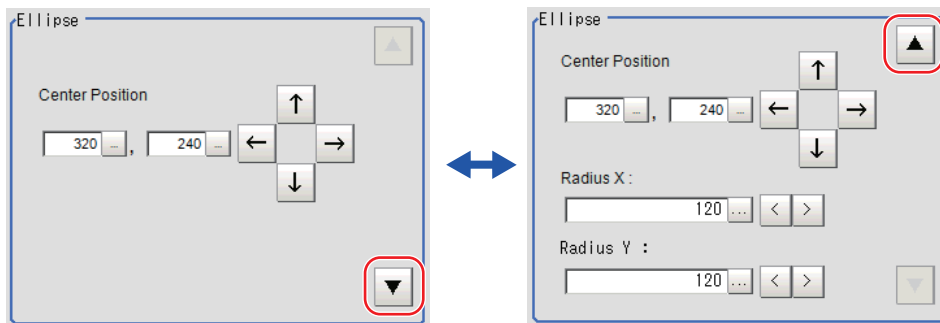 Ellipse
Center Position
320 ... , 240 ...
Ellipse
Center Position
320 ... , 240 ...
Radius X :
120 ... < >
Radius Y :
120 ... < >